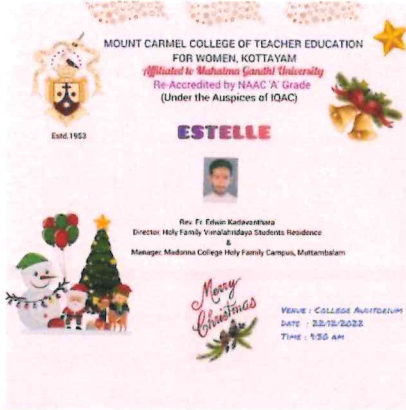 MOUNT CARMEL COLLEGE OF TEACHER EDUCATION
FOR WOMEN, KOTTAYAM
Affiliated to Mahatma Gandhi University
Re-Accredited by NAAC 'A' Grade
(Under the Auspices of IQAC)
Estd.1953
ESTELLE
Rev. Fr. Edwin Kadavanthara
Director, Holy Family Vimalahridaya Students Residence
&
Manager, Madonna College Holy Family Campus, Muttambalam
Merry
Christmas
VENUE : COLLEGE AUDITORIUM
DATE : 22/12/2022
TIME : 9:30 AM